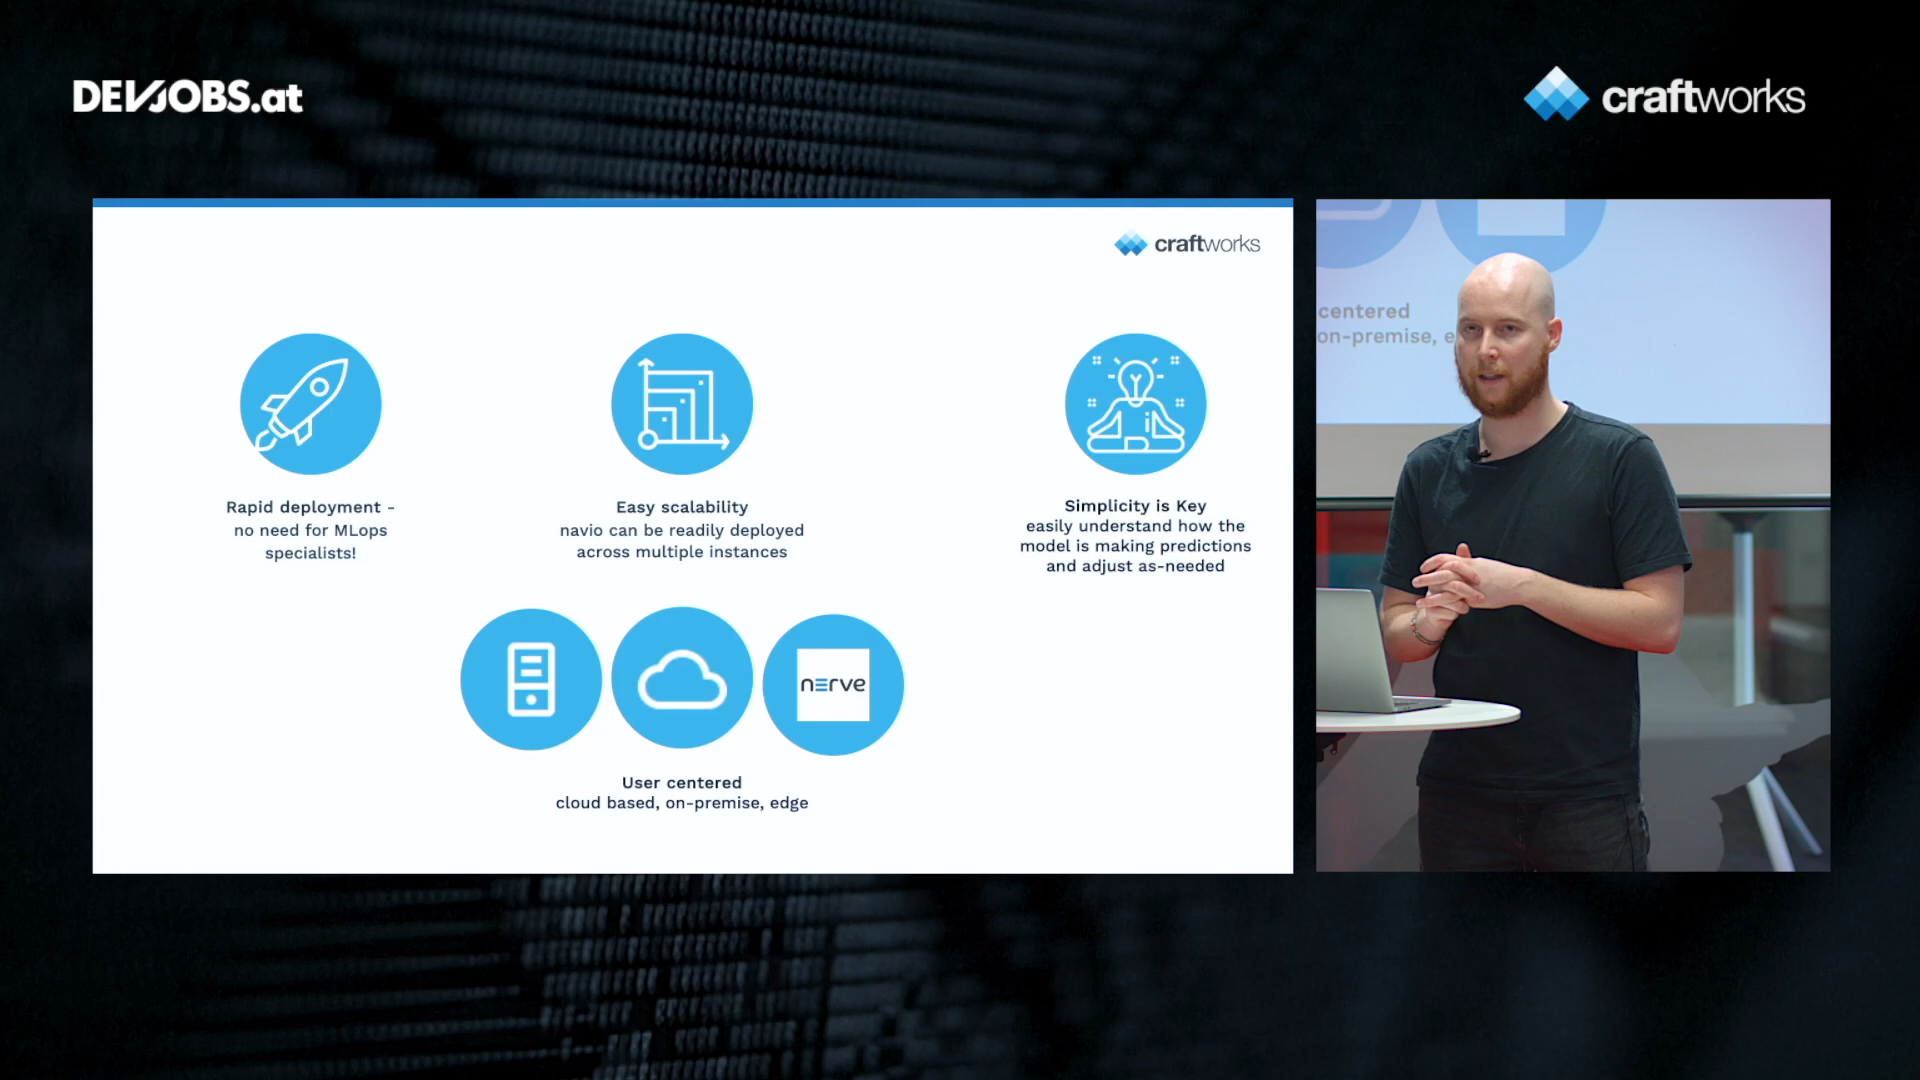 DEVJOBS.at
craftworks
craftworks
Rapid deployment -
no need for MLops
specialists!
Easy scalability
navio can be readily deployed
across multiple instances
Simplicity is Key
easily understand how the
model is making predictions
and adjust as-needed
nerve
User centered
cloud based, on-premise, edge
centered
on-premise, e